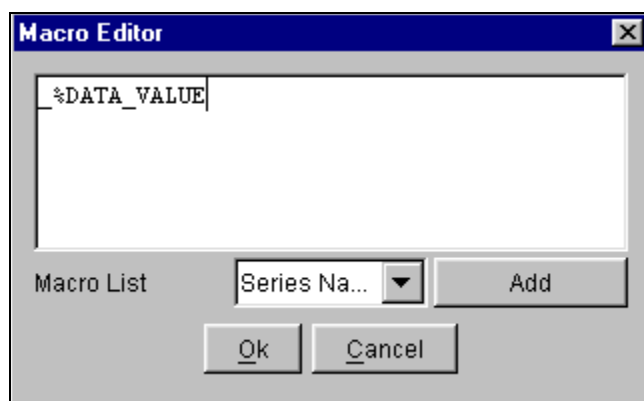 Macro Editor
_%DATA_VALUE
Macro List Series Na... Add
Ok Cancel